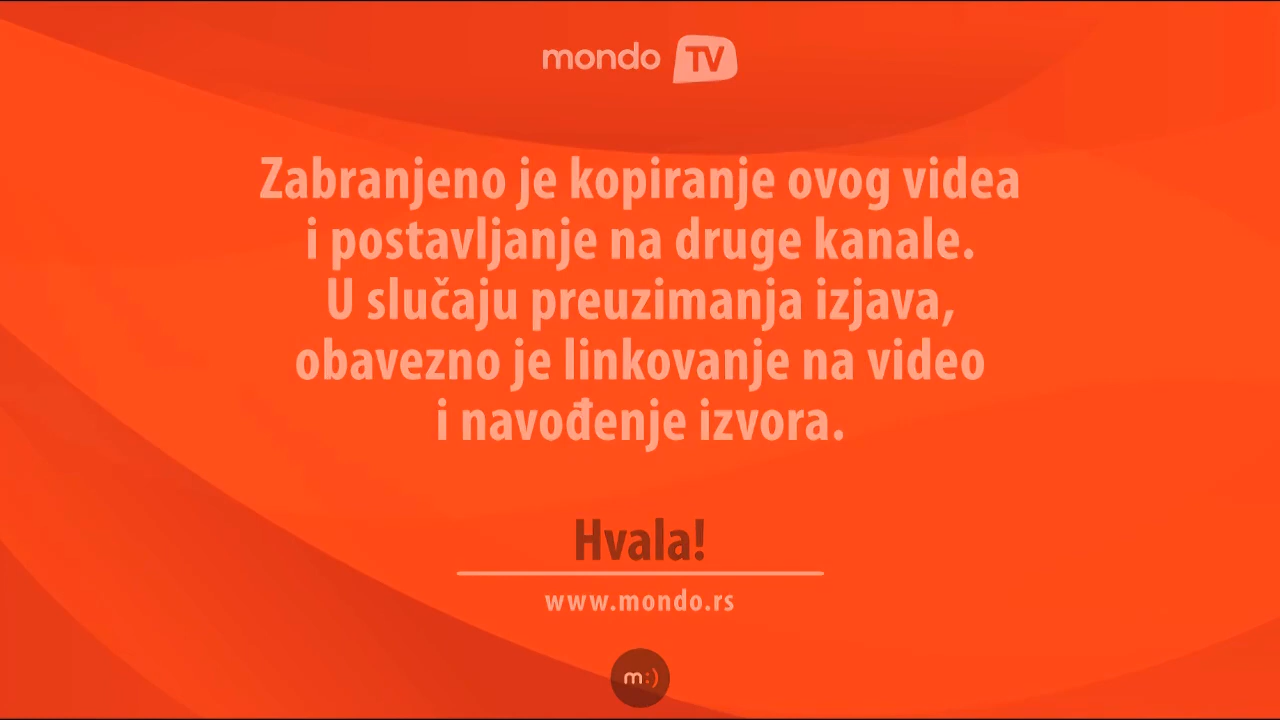 mondo TV
Zabranjeno je kopiranje ovog videa
i postavljanje na druge kanale.
U slučaju preuzimanja izjava,
obavezno je linkovanje na video
i navođenje izvora.
Hvala!
www.mondo.rs
m:)